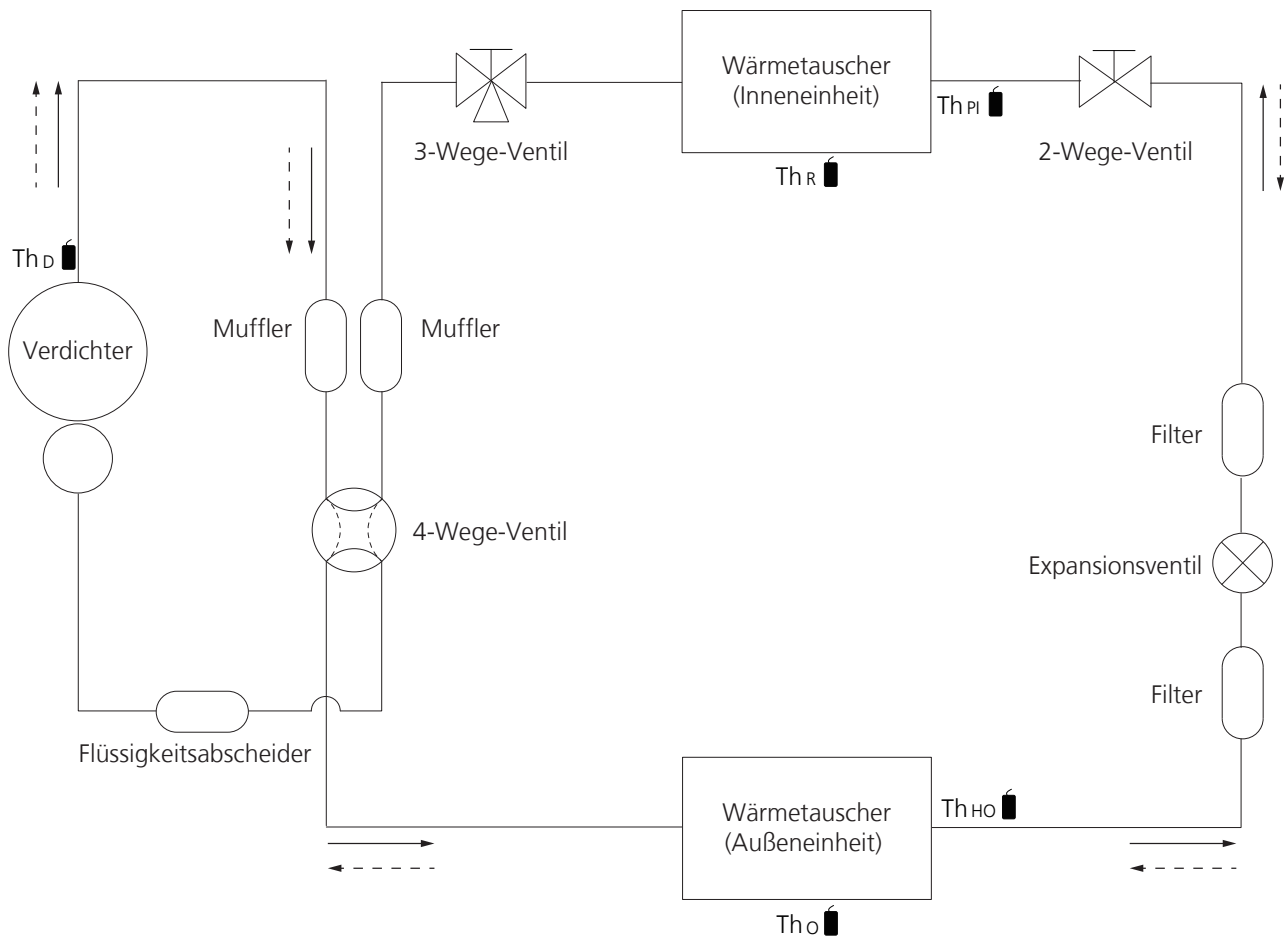 Wärmetauscher
(Inneneinheit)
Th PI
3-Wege-Ventil
2-Wege-Ventil
Th R
Th D
Muffler
Muffler
Verdichter
Filter
4-Wege-Ventil
Expansionsventil
Filter
Flüssigkeitsabscheider
Th HO
Wärmetauscher
(Außeneinheit)
Th O